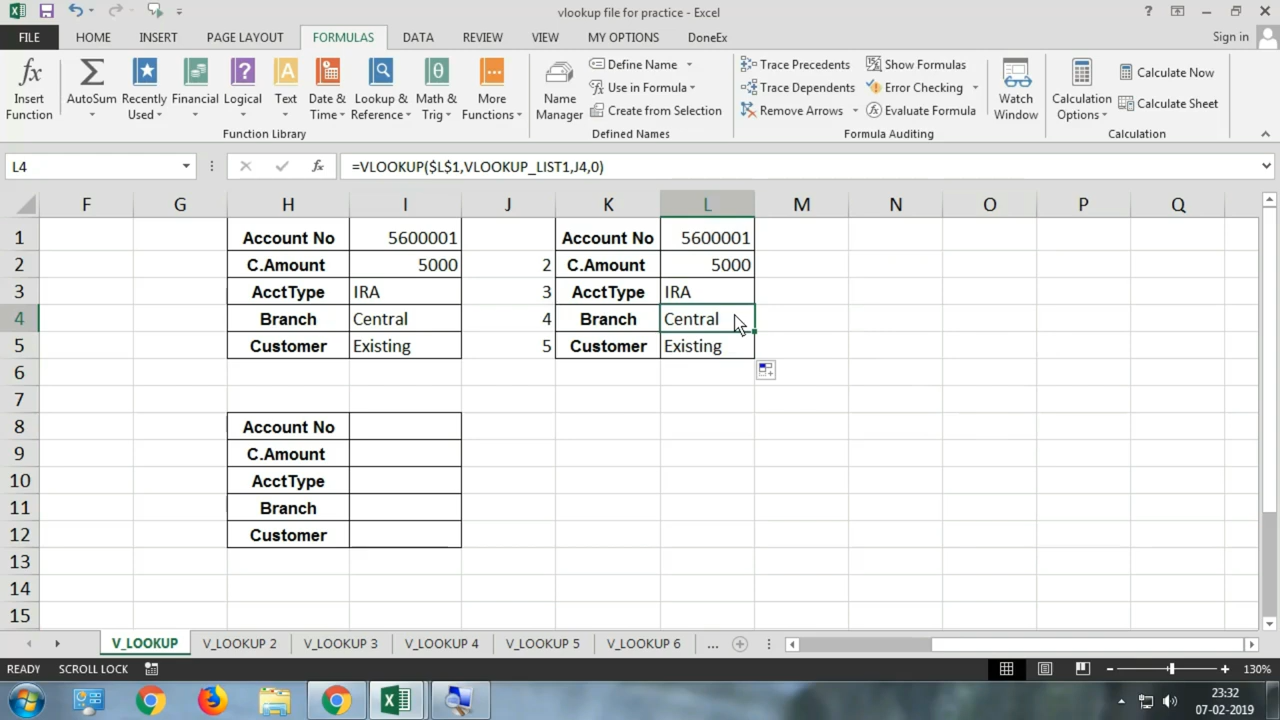 vlookup file for practice - Excel
?
Sign in
FILE HOME INSERT PAGE LAYOUT FORMULAS DATA REVIEW VIEW MY OPTIONS DoneEx
Insert Function
AutoSum
Recently Used
Financial
Logical
Text
Date & Time
Lookup & Reference
Math & Trig
More Functions
Function Library
Name Manager
Define Name
Use in Formula
Create from Selection
Defined Names
Trace Precedents
Trace Dependents
Remove Arrows
Show Formulas
Error Checking
Evaluate Formula
Formula Auditing
Watch Window
Calculation Options
Calculate Now
Calculate Sheet
Calculation
L4 fx =VLOOKUP($L$1,VLOOKUP_LIST1,J4,0)
F G H I J K L M N O P Q
1 Account No 5600001 Account No 5600001
2 C.Amount 5000 2 C.Amount 5000
3 AcctType IRA 3 AcctType IRA
4 Branch Central 4 Branch Central
5 Customer Existing 5 Customer Existing
6
7
8 Account No
9 C.Amount
10 AcctType
11 Branch
12 Customer
13
14
15
V_LOOKUP V_LOOKUP 2 V_LOOKUP 3 V_LOOKUP 4 V_LOOKUP 5 V_LOOKUP 6 ...
READY SCROLL LOCK 130%
23:32
07-02-2019